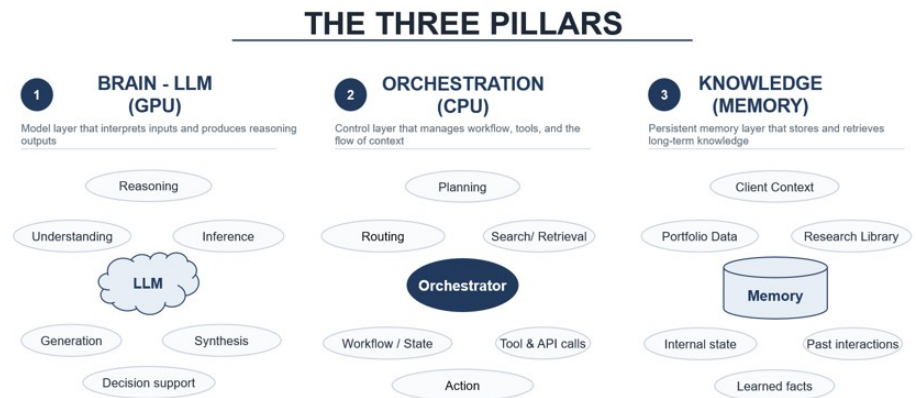 THE THREE PILLARS
1
BRAIN - LLM
(GPU)
Model layer that interprets inputs and produces reasoning
outputs
Reasoning
Understanding
Inference
LLM
Generation
Synthesis
Decision support
2
ORCHESTRATION
(CPU)
Control layer that manages workflow, tools, and the
flow of context
Planning
Routing
Search/ Retrieval
Orchestrator
Workflow / State
Tool & API calls
Action
3
KNOWLEDGE
(MEMORY)
Persistent memory layer that stores and retrieves
long-term knowledge
Client Context
Portfolio Data
Research Library
Memory
Internal state
Past interactions
Learned facts